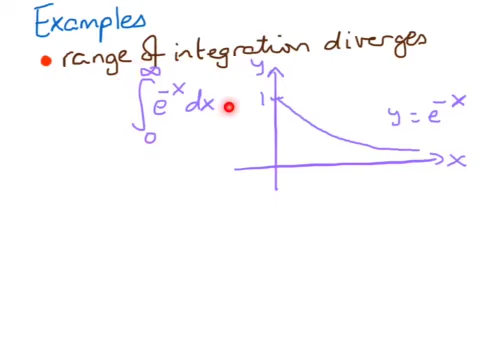 Examples
• range of integration diverges
∫₀^∞ e^{-x} dx
y
1
y = e^{-x}
x